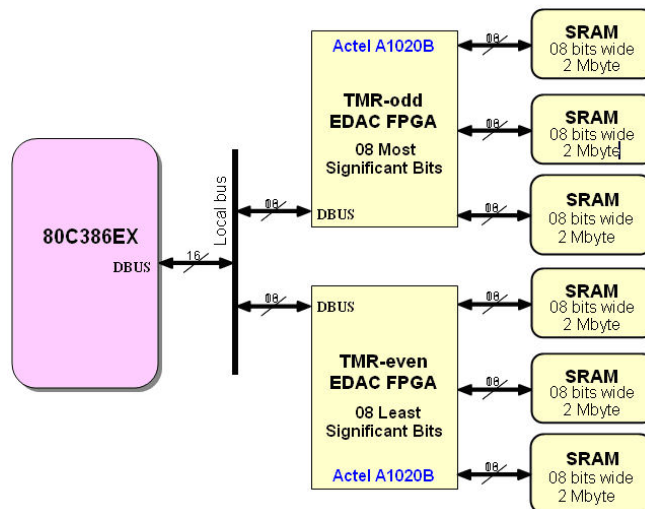 80C386EX
DBUS
16
Local bus
08
08
Actel A1020B
TMR-odd
EDAC FPGA
08 Most
Significant Bits
DBUS
DBUS
TMR-even
EDAC FPGA
08 Least
Significant Bits
Actel A1020B
08
SRAM
08 bits wide
2 Mbyte
08
SRAM
08 bits wide
2 Mbyte
08
SRAM
08 bits wide
2 Mbyte
08
SRAM
08 bits wide
2 Mbyte
08
SRAM
08 bits wide
2 Mbyte
08
SRAM
08 bits wide
2 Mbyte